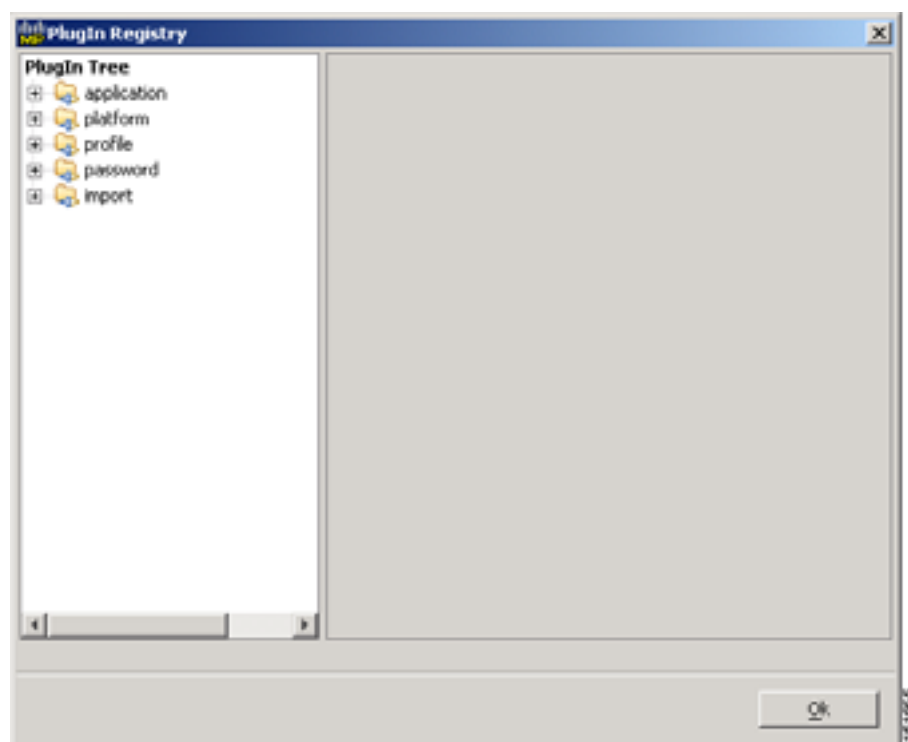 PlugIn Registry
PlugIn Tree
application
platform
profile
password
import
Ok